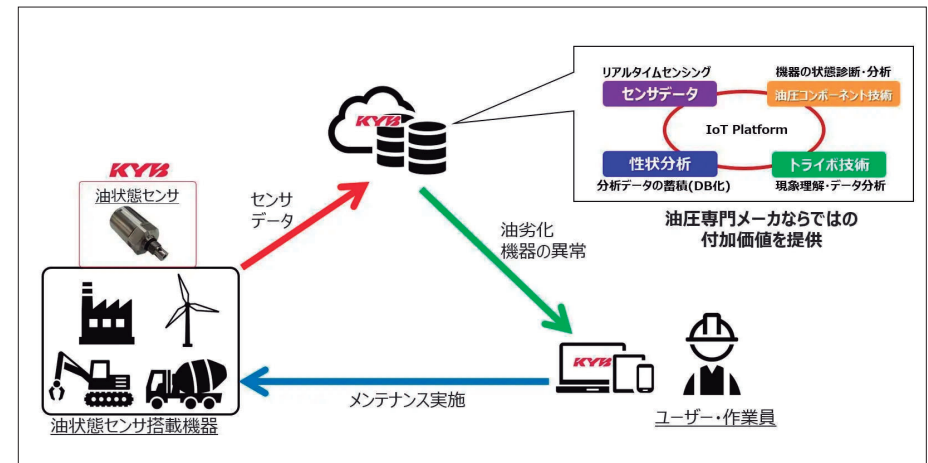 リアルタイムセンシング
センサデータ
機器の状態診断・分析
油圧コンポーネント技術
IoT Platform
性状分析
分析データの蓄積(DB化)
トライボ技術
現象理解・データ分析
油圧専門メーカならではの
付加価値を提供
KYB
KYB
油状態センサ
センサ
データ
油劣化
機器の異常
KYB
メンテナンス実施
油状態センサ搭載機器
ユーザー・作業員